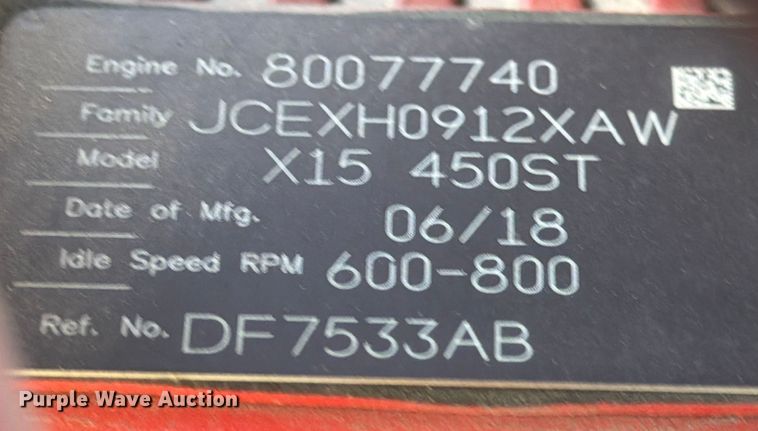 Engine No. 80077740
Family JCEXH0912XAW
Model X15 450ST
Date of Mfg. 06/18
Idle Speed RPM 600-800
Ref. No. DF7533AB
Purple Wave Auction